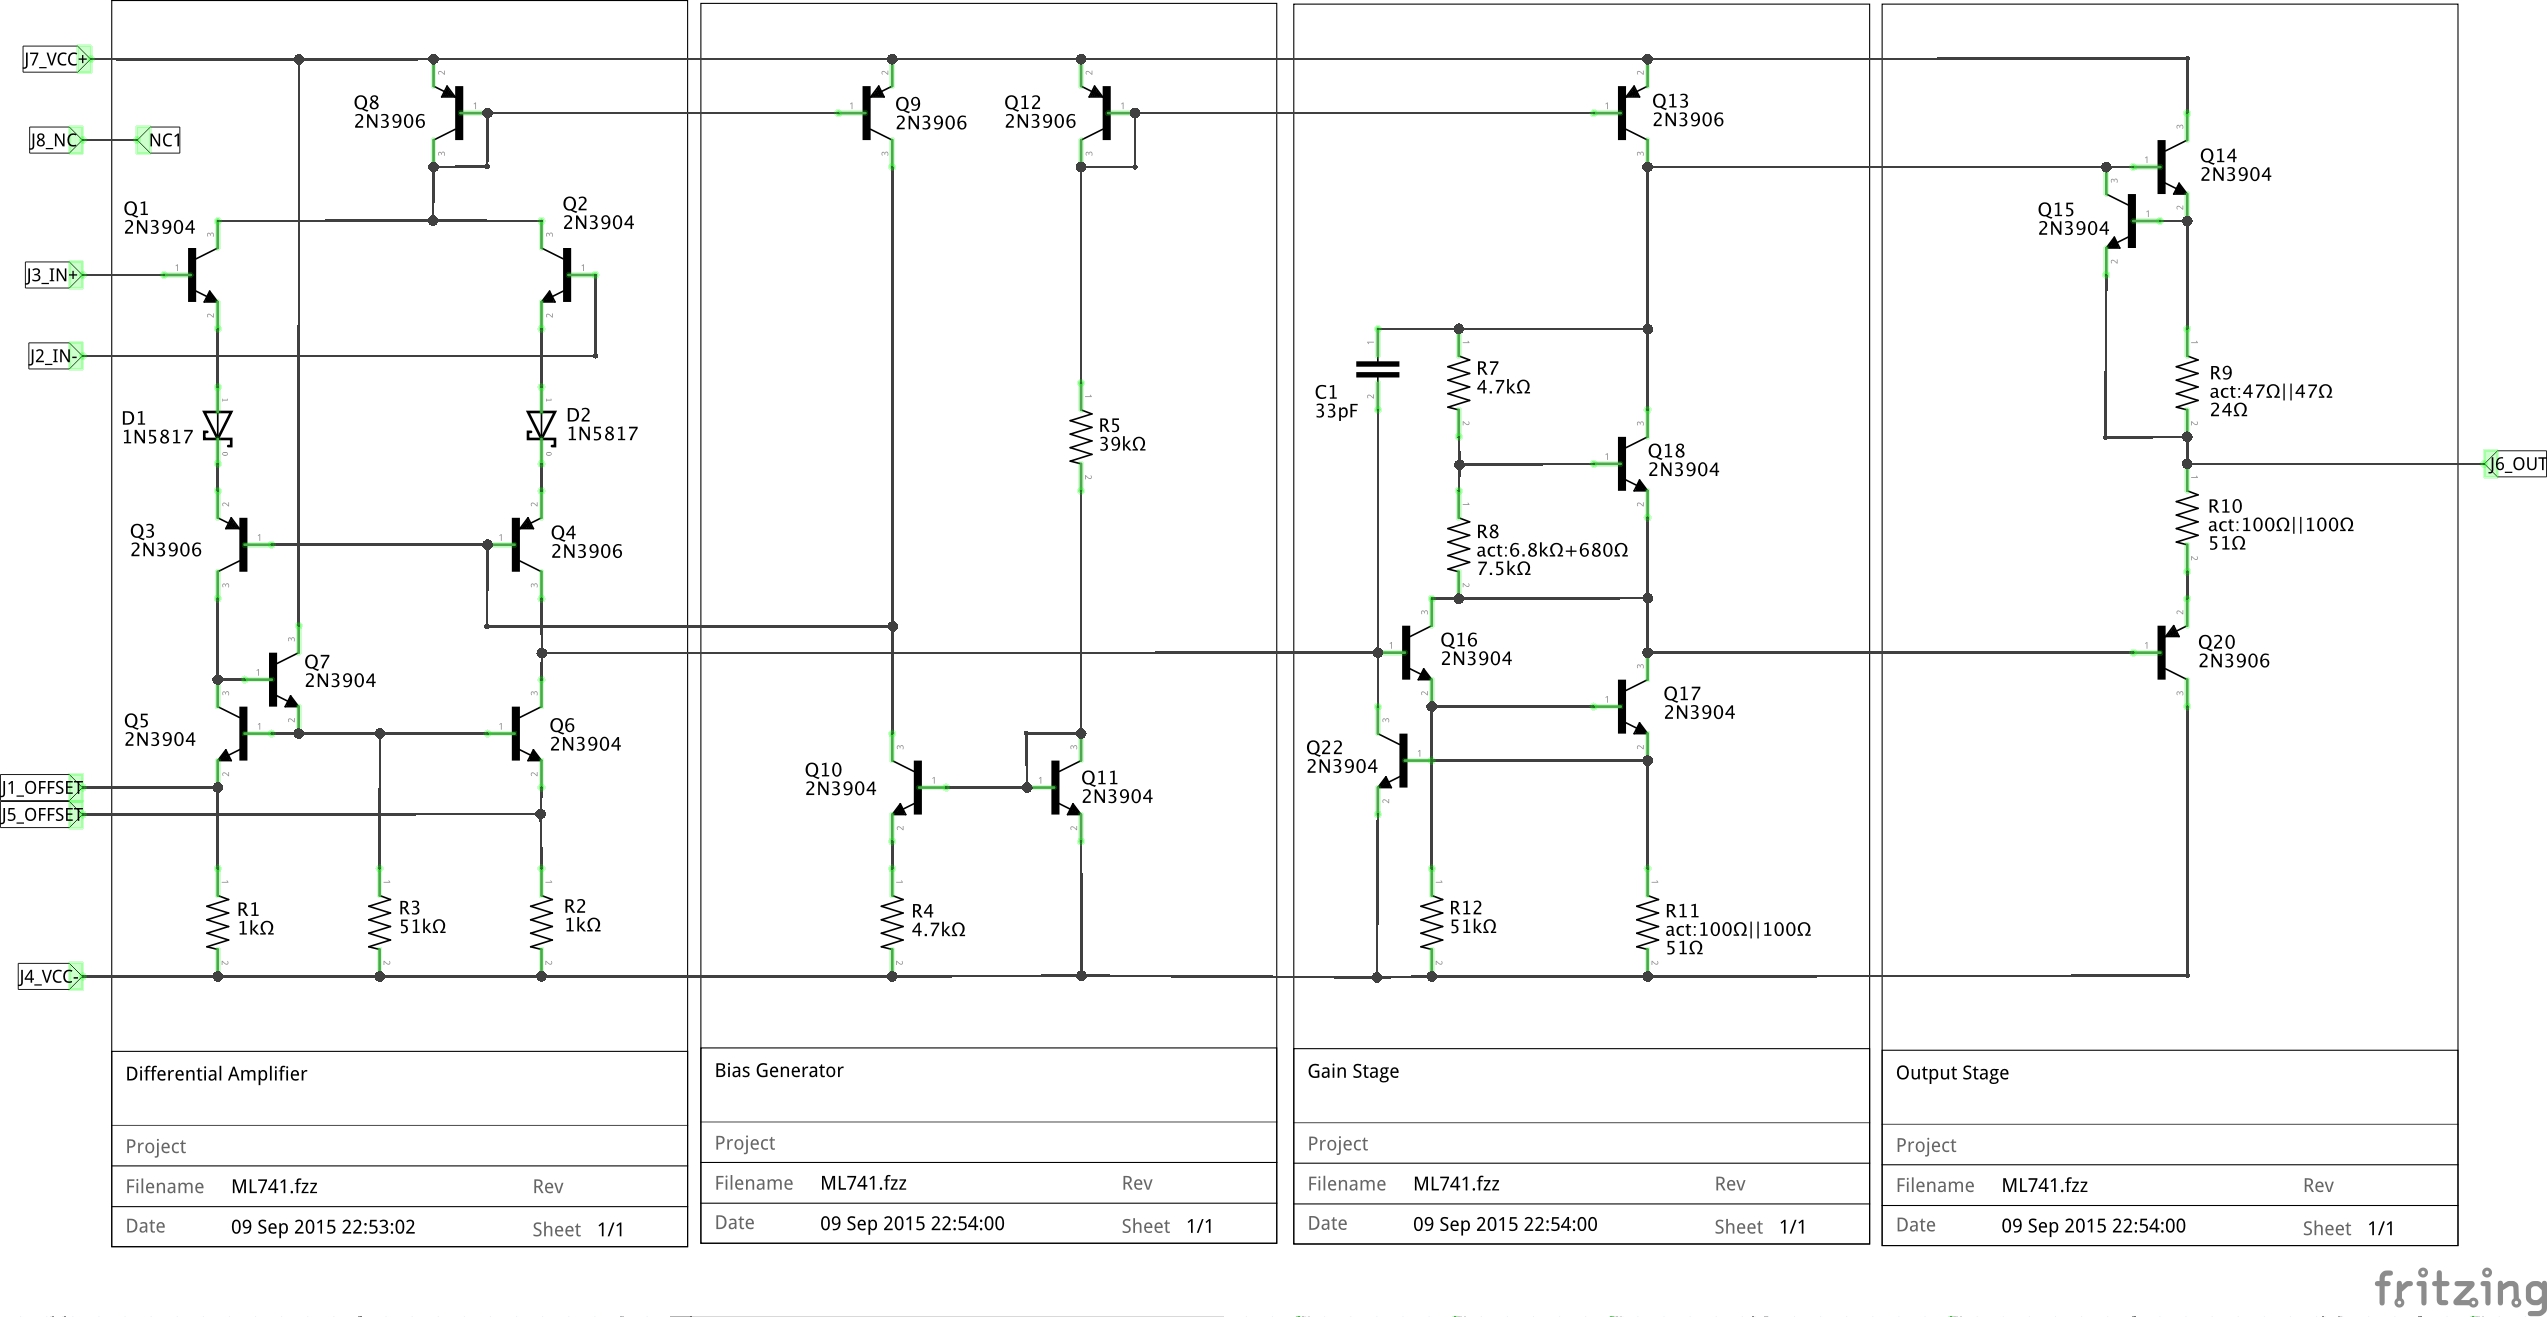 J7_VCC+
J8_NC
NC1
J3_IN+
J2_IN-
J1_OFFSET
J5_OFFSET
J4_VCC-
Q8
2N3906
Q1
2N3904
Q2
2N3904
D1
1N5817
D2
1N5817
Q3
2N3906
Q4
2N3906
Q7
2N3904
Q5
2N3904
Q6
2N3904
R1
1kΩ
R3
51kΩ
R2
1kΩ
Differential Amplifier
Project
Filename ML741.fzz Rev
Date 09 Sep 2015 22:53:02 Sheet 1/1
Q9
2N3906
Q12
2N3906
R5
39kΩ
Q10
2N3904
Q11
2N3904
R4
4.7kΩ
Bias Generator
Project
Filename ML741.fzz Rev
Date 09 Sep 2015 22:54:00 Sheet 1/1
Q13
2N3906
C1
33pF
R7
4.7kΩ
Q18
2N3904
R8
act:6.8kΩ+680Ω
7.5kΩ
Q16
2N3904
Q17
2N3904
Q22
2N3904
R12
51kΩ
R11
act:100Ω||100Ω
51Ω
Gain Stage
Project
Filename ML741.fzz Rev
Date 09 Sep 2015 22:54:00 Sheet 1/1
Q14
2N3904
Q15
2N3904
R9
act:47Ω||47Ω
24Ω
J6_OUT
R10
act:100Ω||100Ω
51Ω
Q20
2N3906
Output Stage
Project
Filename ML741.fzz Rev
Date 09 Sep 2015 22:54:00 Sheet 1/1
fritzing